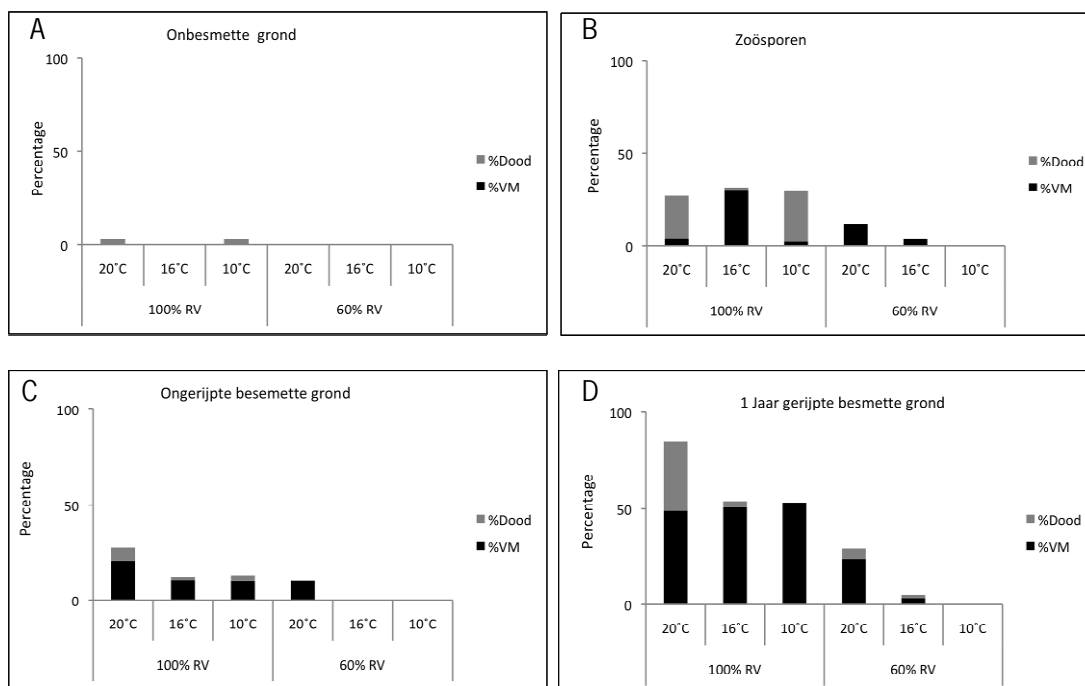 A
Onbesmette grond
100
50
0
Percentage
%Dood
%VM
20˚C 16˚C 10˚C 20˚C 16˚C 10˚C
100% RV 60% RV
B
Zoösporen
100
50
0
Percentage
%Dood
%VM
20˚C 16˚C 10˚C 20˚C 16˚C 10˚C
100% RV 60% RV
C
Ongerijpte besemette grond
100
50
0
Percentage
%Dood
%VM
20˚C 16˚C 10˚C 20˚C 16˚C 10˚C
100% RV 60% RV
D
1 Jaar gerijpte besmette grond
100
50
0
Percentage
%Dood
%VM
20˚C 16˚C 10˚C 20˚C 16˚C 10˚C
100% RV 60% RV